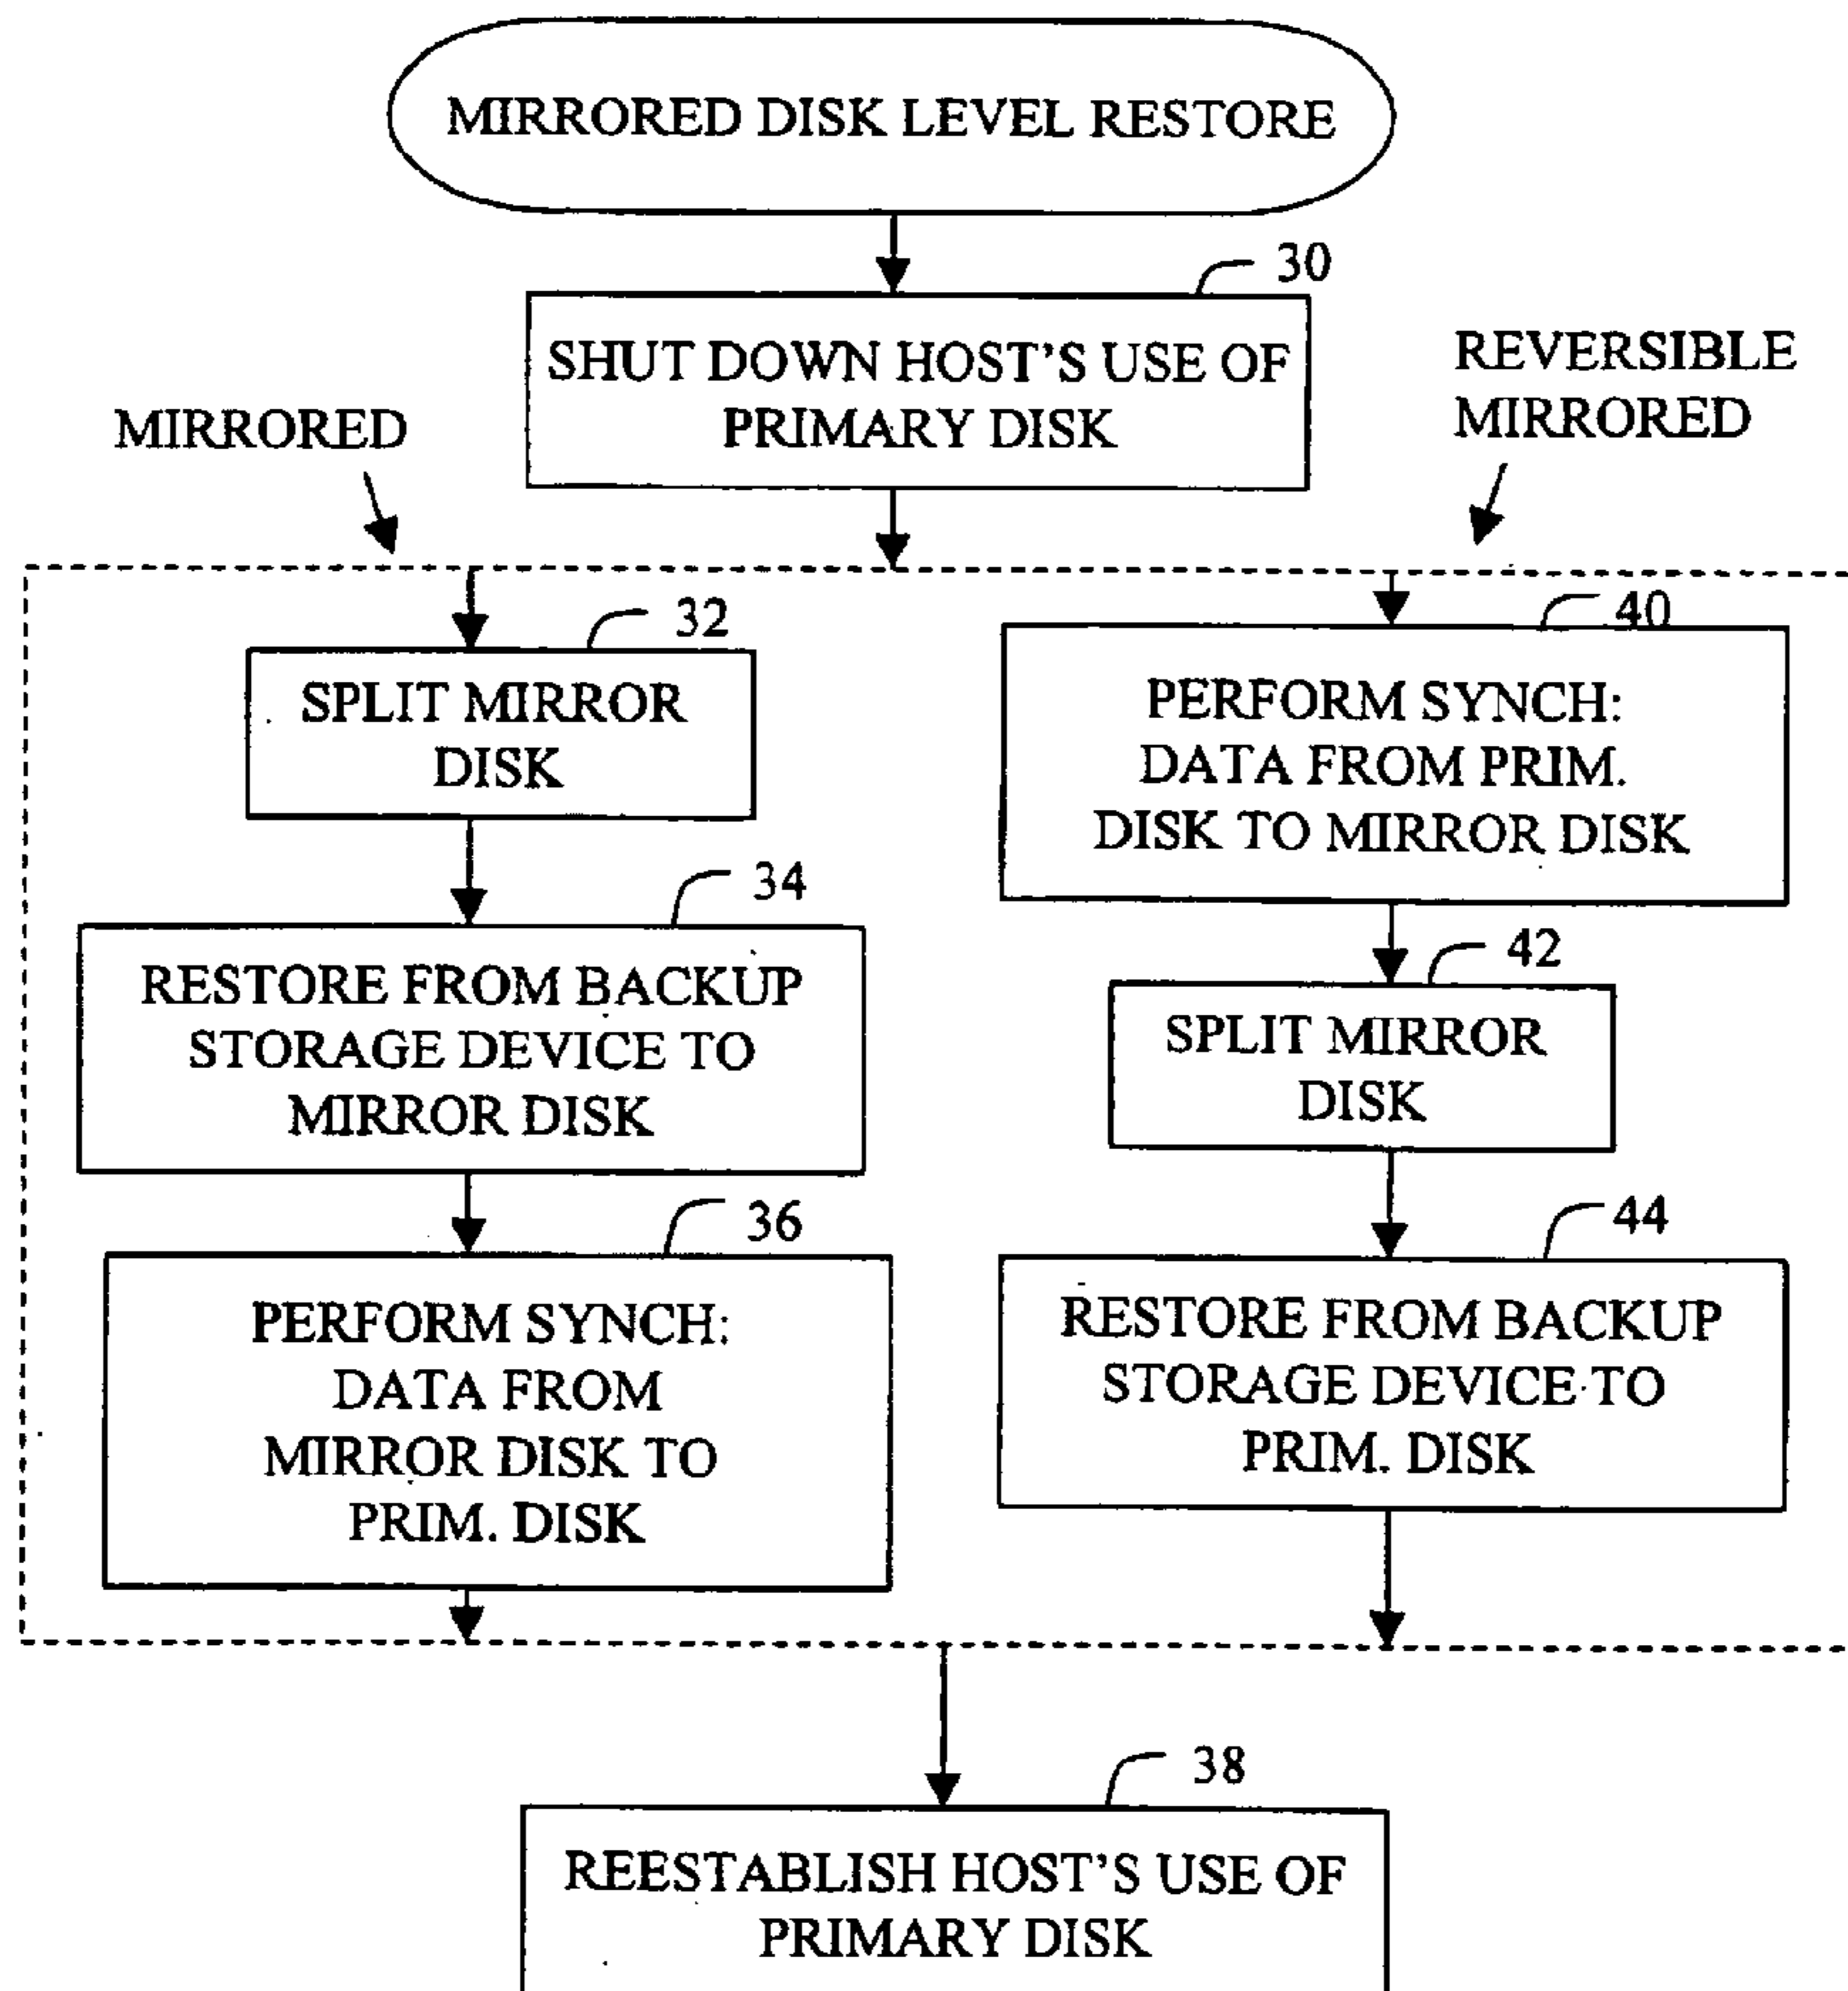 MIRRORED DISK LEVEL RESTORE
30
SHUT DOWN HOST'S USE OF
PRIMARY DISK
MIRRORED
REVERSIBLE
MIRRORED
32
SPLIT MIRROR
DISK
34
RESTORE FROM BACKUP
STORAGE DEVICE TO
MIRROR DISK
36
PERFORM SYNCH:
DATA FROM
MIRROR DISK TO
PRIM. DISK
40
PERFORM SYNCH:
DATA FROM PRIM.
DISK TO MIRROR DISK
42
SPLIT MIRROR
DISK
44
RESTORE FROM BACKUP
STORAGE DEVICE TO
PRIM. DISK
38
REESTABLISH HOST'S USE OF
PRIMARY DISK